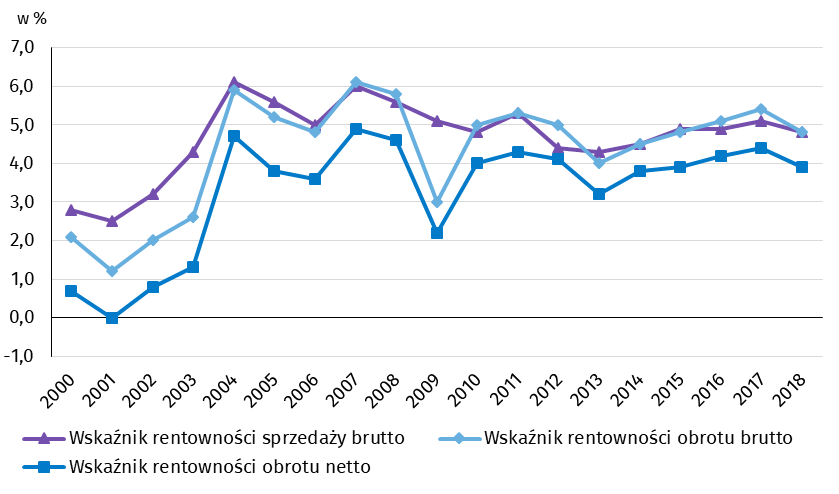 w %
7,0
6,0
5,0
4,0
3,0
2,0
1,0
0,0
-1,0
2000 2001 2002 2003 2004 2005 2006 2007 2008 2009 2010 2011 2012 2013 2014 2015 2016 2017 2018
Wskaźnik rentowności sprzedaży brutto Wskaźnik rentowności obrotu brutto
Wskaźnik rentowności obrotu netto